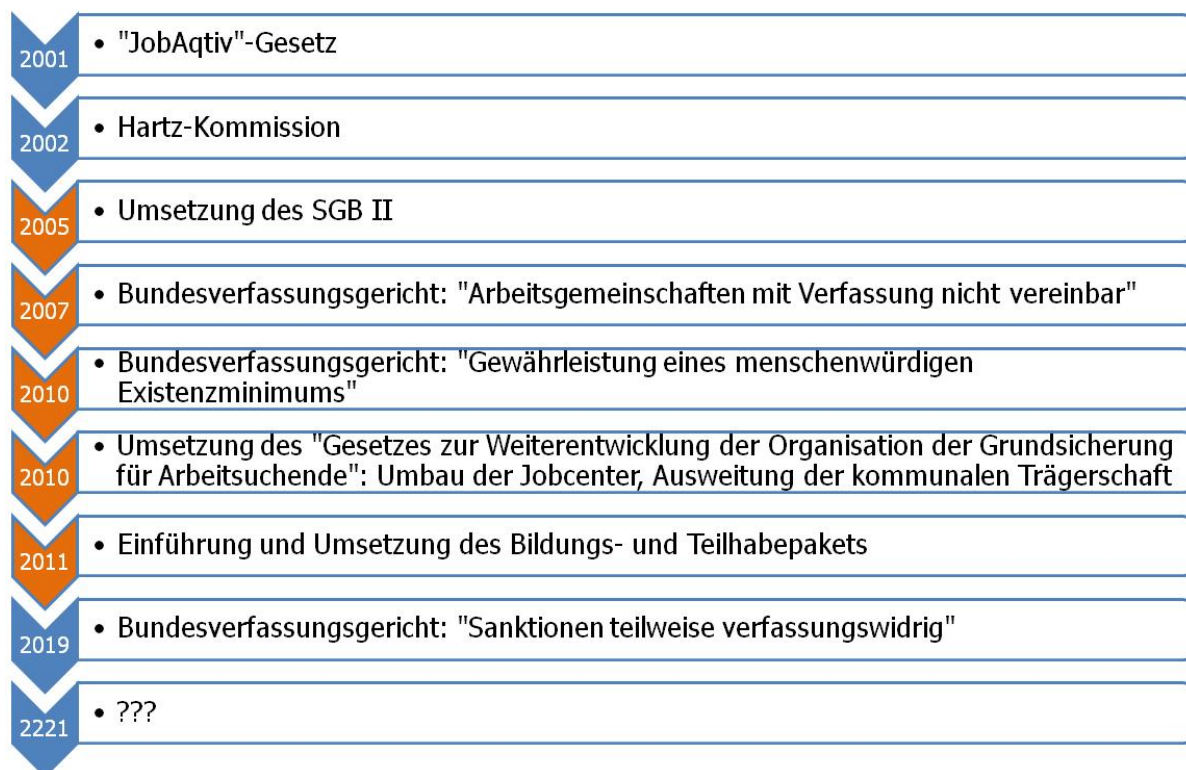 2001
• "JobAqtiv"-Gesetz
2002
• Hartz-Kommission
2005
• Umsetzung des SGB II
2007
• Bundesverfassungsgericht: "Arbeitsgemeinschaften mit Verfassung nicht vereinbar"
2010
• Bundesverfassungsgericht: "Gewährleistung eines menschenwürdigen
Existenzminimums"
2010
• Umsetzung des "Gesetzes zur Weiterentwicklung der Organisation der Grundsicherung
für Arbeitsuchende": Umbau der Jobcenter, Ausweitung der kommunalen Trägerschaft
2011
• Einführung und Umsetzung des Bildungs- und Teilhabepakets
2019
• Bundesverfassungsgericht: "Sanktionen teilweise verfassungswidrig"
2221
• ???